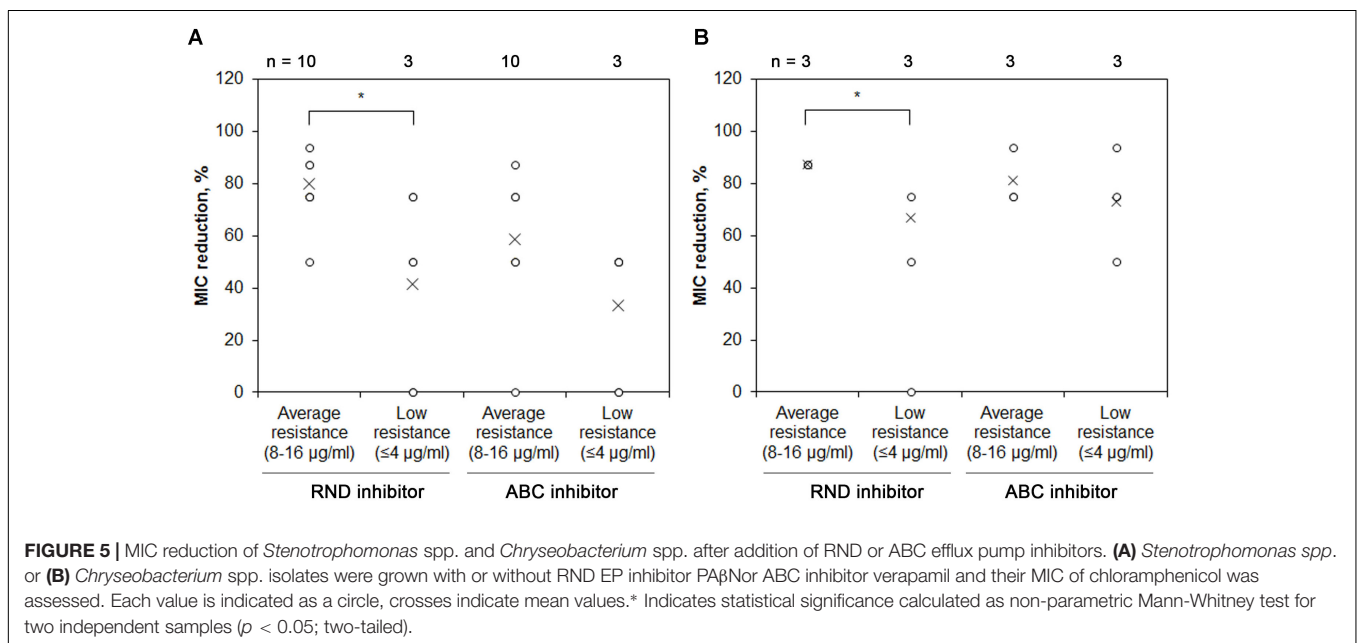 A
B
n = 10 3 10 3
n = 3 3 3 3
MIC reduction, %
120
100
80
60
40
20
0
*
Average resistance (8-16 µg/ml)
Low resistance (≤4 µg/ml)
Average resistance (8-16 µg/ml)
Low resistance (≤4 µg/ml)
RND inhibitor
ABC inhibitor
MIC reduction, %
120
100
80
60
40
20
0
*
Average resistance (8-16 µg/ml)
Low resistance (≤4 µg/ml)
Average resistance (8-16 µg/ml)
Low resistance (≤4 µg/ml)
RND inhibitor
ABC inhibitor
FIGURE 5 | MIC reduction of Stenotrophomonas spp. and Chryseobacterium spp. after addition of RND or ABC efflux pump inhibitors. (A) Stenotrophomonas spp.
or (B) Chryseobacterium spp. isolates were grown with or without RND EP inhibitor PAβNor ABC inhibitor verapamil and their MIC of chloramphenicol was
assessed. Each value is indicated as a circle, crosses indicate mean values.* Indicates statistical significance calculated as non-parametric Mann-Whitney test for
two independent samples (p < 0.05; two-tailed).